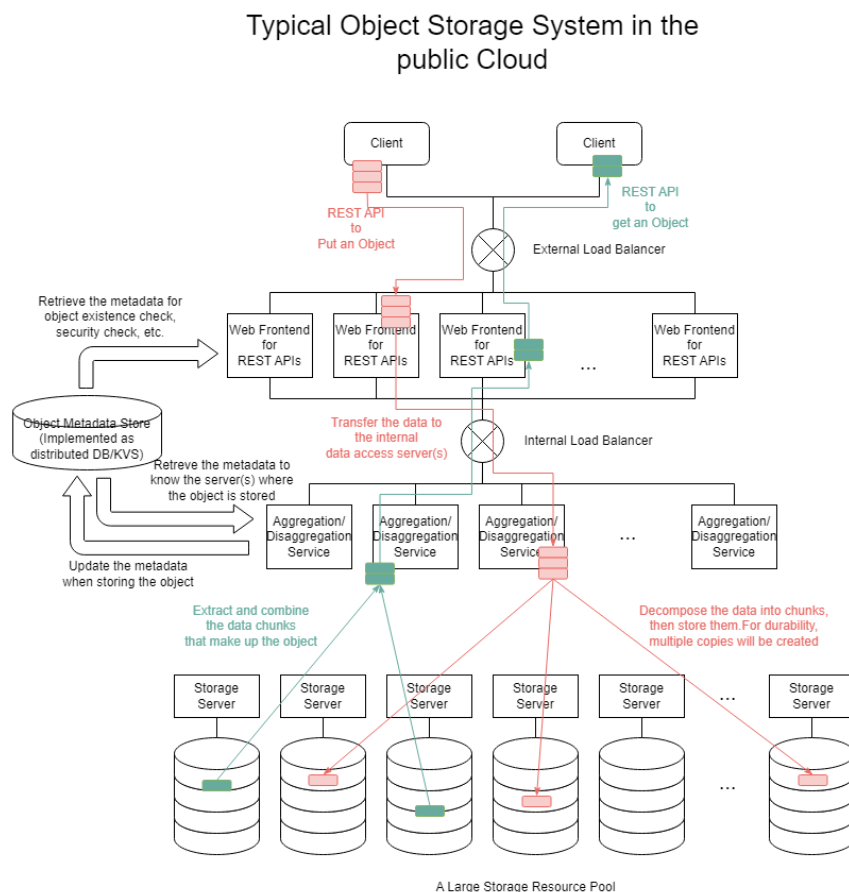 Typical Object Storage System in the
public Cloud
Client
Client
REST API
to
Put an Object
REST API
to
get an Object
External Load Balancer
Retrieve the metadata for
object existence check,
security check, etc.
Web Frontend
for
REST APIs
Web Frontend
for
REST APIs
Web Frontend
for
REST APIs
...
Web Frontend
for
REST APIs
Object Metadata Store
(Implemented as
distributed DB/KVS)
Transfer the data to
the internal
data access server(s)
Internal Load Balancer
Retreve the metadata to
know the server(s) where
the object is stored
Aggregation/
Disaggregation
Service
Aggregation/
Disaggregation
Service
Aggregation/
Disaggregation
Service
...
Aggregation/
Disaggregation
Service
Update the metadata
when storing the object
Extract and combine
the data chunks
that make up the object
Decompose the data into chunks,
then store them.For durability,
multiple copies will be created
Storage
Server
Storage
Server
Storage
Server
Storage
Server
Storage
Server
...
Storage
Server
...
A Large Storage Resource Pool